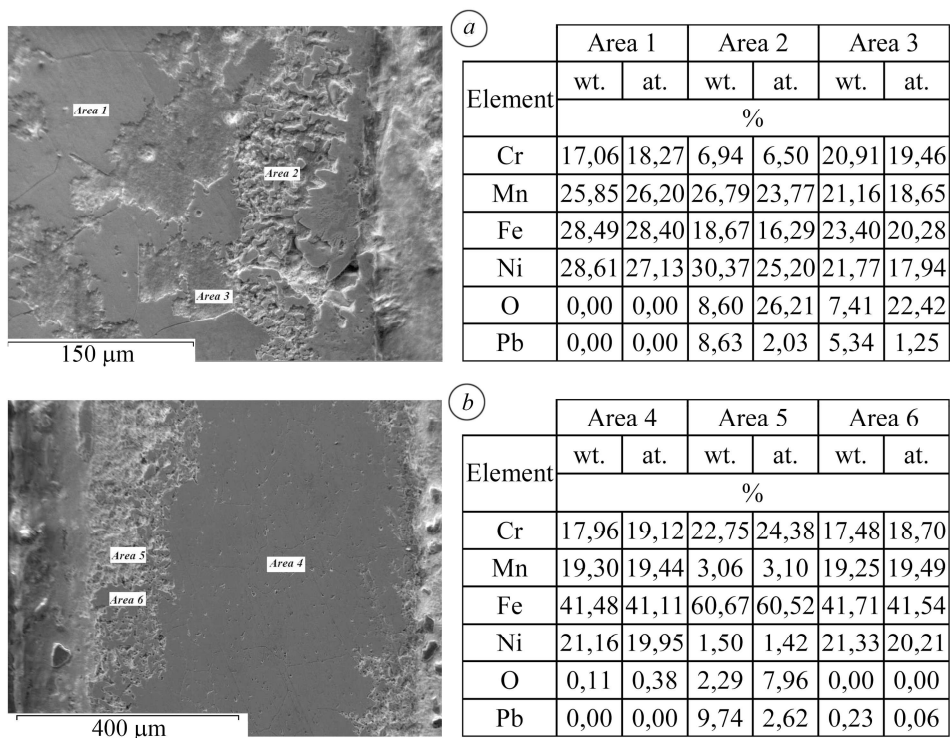 a
Area 1
Area 2
Area 3
150 μm
Area 1 Area 2 Area 3
Element wt. at. wt. at. wt. at.
%
Cr 17,06 18,27 6,94 6,50 20,91 19,46
Mn 25,85 26,20 26,79 23,77 21,16 18,65
Fe 28,49 28,40 18,67 16,29 23,40 20,28
Ni 28,61 27,13 30,37 25,20 21,77 17,94
O 0,00 0,00 8,60 26,21 7,41 22,42
Pb 0,00 0,00 8,63 2,03 5,34 1,25
b
Area 5
Area 4
Area 6
400 μm
Area 4 Area 5 Area 6
Element wt. at. wt. at. wt. at.
%
Cr 17,96 19,12 22,75 24,38 17,48 18,70
Mn 19,30 19,44 3,06 3,10 19,25 19,49
Fe 41,48 41,11 60,67 60,52 41,71 41,54
Ni 21,16 19,95 1,50 1,42 21,33 20,21
O 0,11 0,38 2,29 7,96 0,00 0,00
Pb 0,00 0,00 9,74 2,62 0,23 0,06